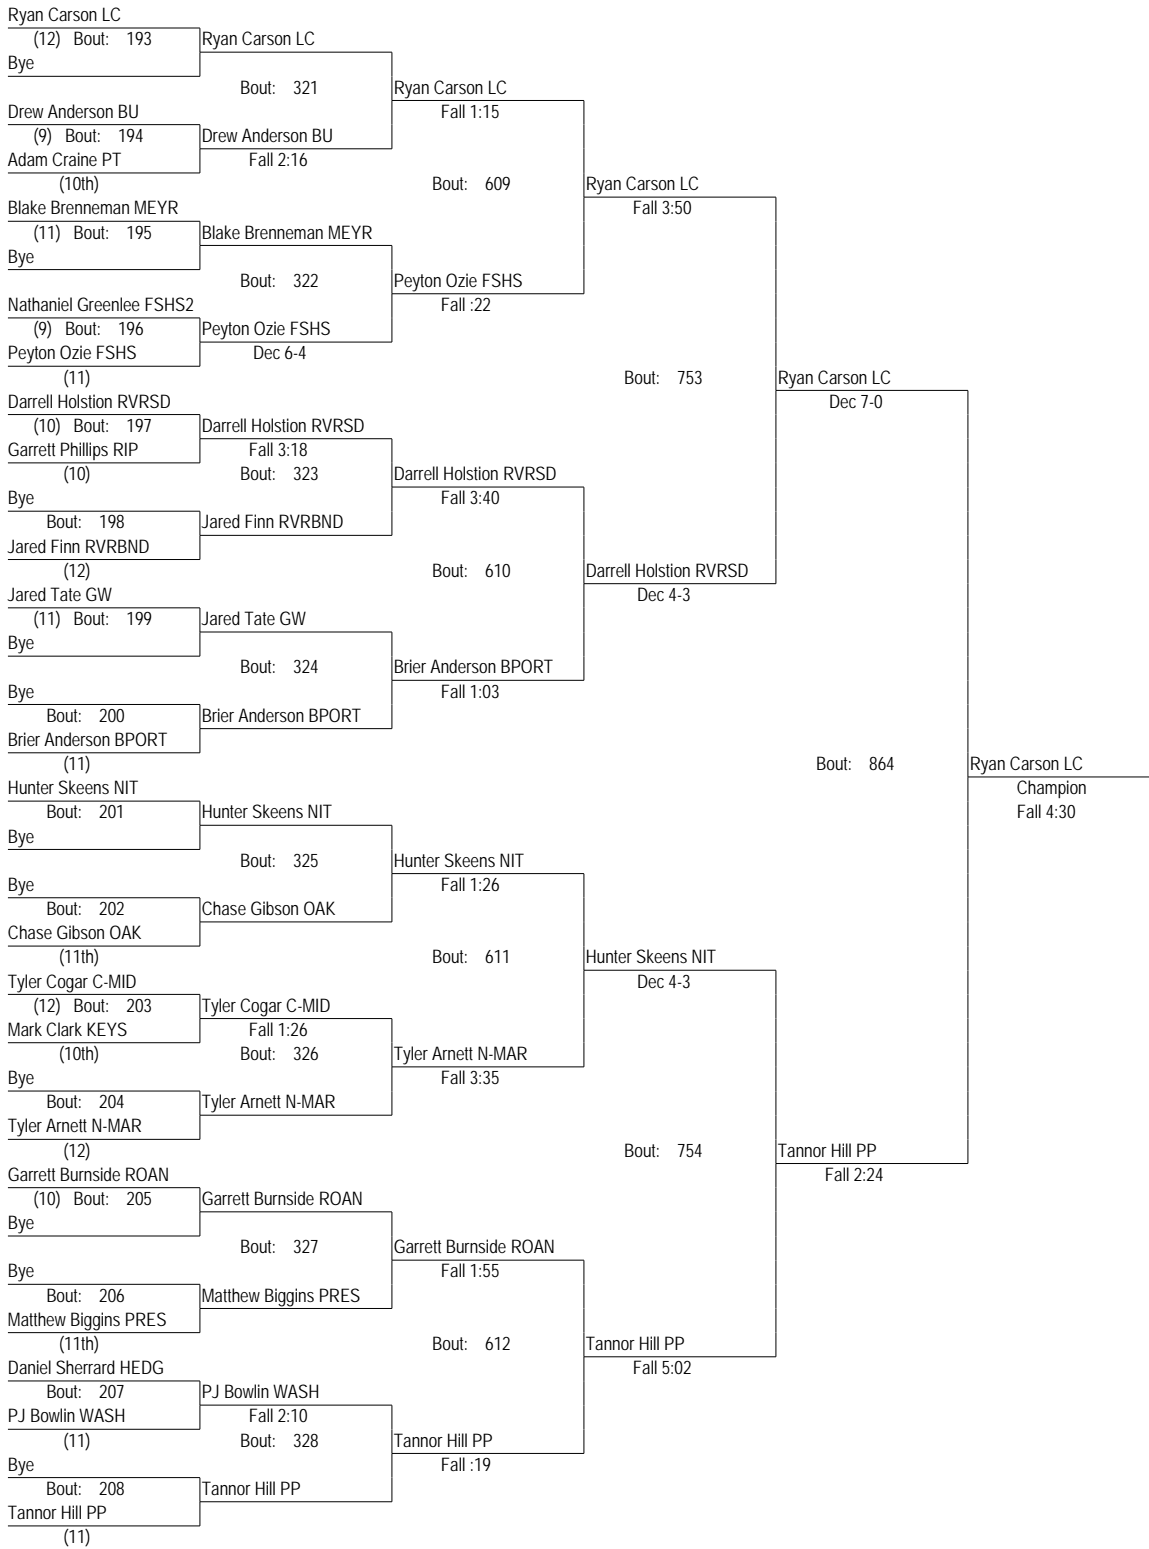 Ryan Carson LC
(12) Bout: 193
Ryan Carson LC
Bye
Bout: 321
Ryan Carson LC
Drew Anderson BU
Fall 1:15
(9) Bout: 194
Drew Anderson BU
Adam Craine PT
Fall 2:16
(10th)
Bout: 609
Ryan Carson LC
Blake Brenneman MEYR
Fall 3:50
(11) Bout: 195
Blake Brenneman MEYR
Bye
Bout: 322
Peyton Ozie FSHS
Nathaniel Greenlee FSHS2
Fall :22
(9) Bout: 196
Peyton Ozie FSHS
Peyton Ozie FSHS
Dec 6-4
(11)
Bout: 753
Ryan Carson LC
Darrell Holstion RVRSD
Dec 7-0
(10) Bout: 197
Darrell Holstion RVRSD
Garrett Phillips RIP
Fall 3:18
(10)
Bout: 323
Darrell Holstion RVRSD
Bye
Fall 3:40
Bout: 198
Jared Finn RVRBND
Jared Finn RVRBND
(12)
Bout: 610
Darrell Holstion RVRSD
Jared Tate GW
Dec 4-3
(11) Bout: 199
Jared Tate GW
Bye
Bout: 324
Brier Anderson BPORT
Bye
Fall 1:03
Bout: 200
Brier Anderson BPORT
Brier Anderson BPORT
(11)
Bout: 864
Ryan Carson LC
Hunter Skeens NIT
Champion
Bout: 201
Hunter Skeens NIT
Fall 4:30
Bye
Bout: 325
Hunter Skeens NIT
Bye
Fall 1:26
Bout: 202
Chase Gibson OAK
Chase Gibson OAK
(11th)
Bout: 611
Hunter Skeens NIT
Tyler Cogar C-MID
Dec 4-3
(12) Bout: 203
Tyler Cogar C-MID
Mark Clark KEYS
Fall 1:26
(10th)
Bout: 326
Tyler Arnett N-MAR
Bye
Fall 3:35
Bout: 204
Tyler Arnett N-MAR
Tyler Arnett N-MAR
(12)
Bout: 754
Tannor Hill PP
Garrett Burnside ROAN
Fall 2:24
(10) Bout: 205
Garrett Burnside ROAN
Bye
Bout: 327
Garrett Burnside ROAN
Bye
Fall 1:55
Bout: 206
Matthew Biggins PRES
Matthew Biggins PRES
(11th)
Bout: 612
Tannor Hill PP
Daniel Sherrard HEDG
Fall 5:02
Bout: 207
PJ Bowlin WASH
PJ Bowlin WASH
Fall 2:10
(11)
Bout: 328
Tannor Hill PP
Bye
Fall :19
Bout: 208
Tannor Hill PP
Tannor Hill PP
(11)